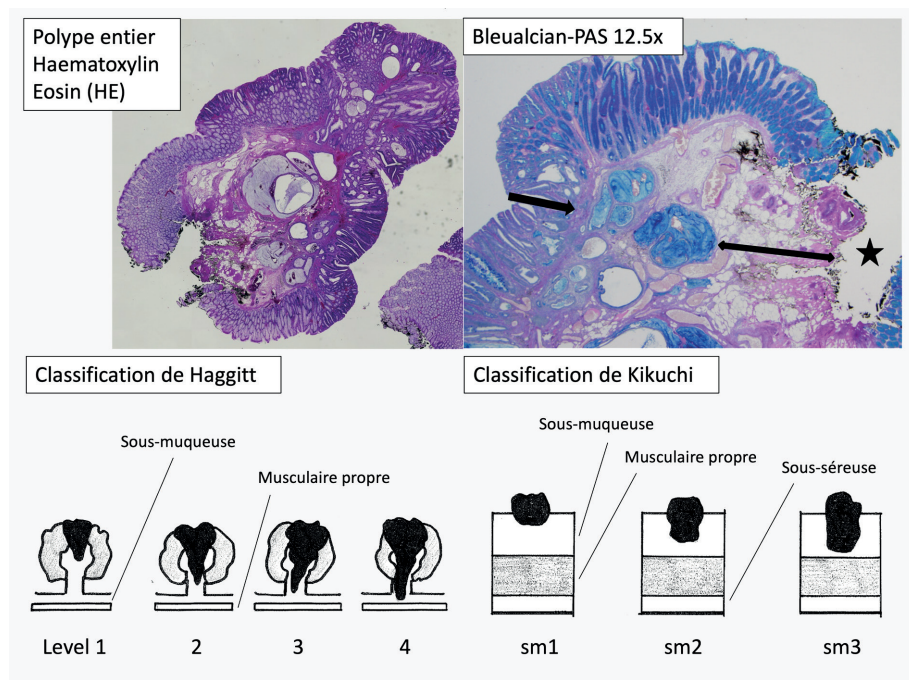 Polype entier
Haematoxylin
Eosin (HE)
Bleualcian-PAS 12.5x
Classification de Haggitt
Classification de Kikuchi
Sous-muqueuse
Musculaire propre
Sous-muqueuse
Musculaire propre
Sous-séreuse
Level 1
2
3
4
sm1
sm2
sm3